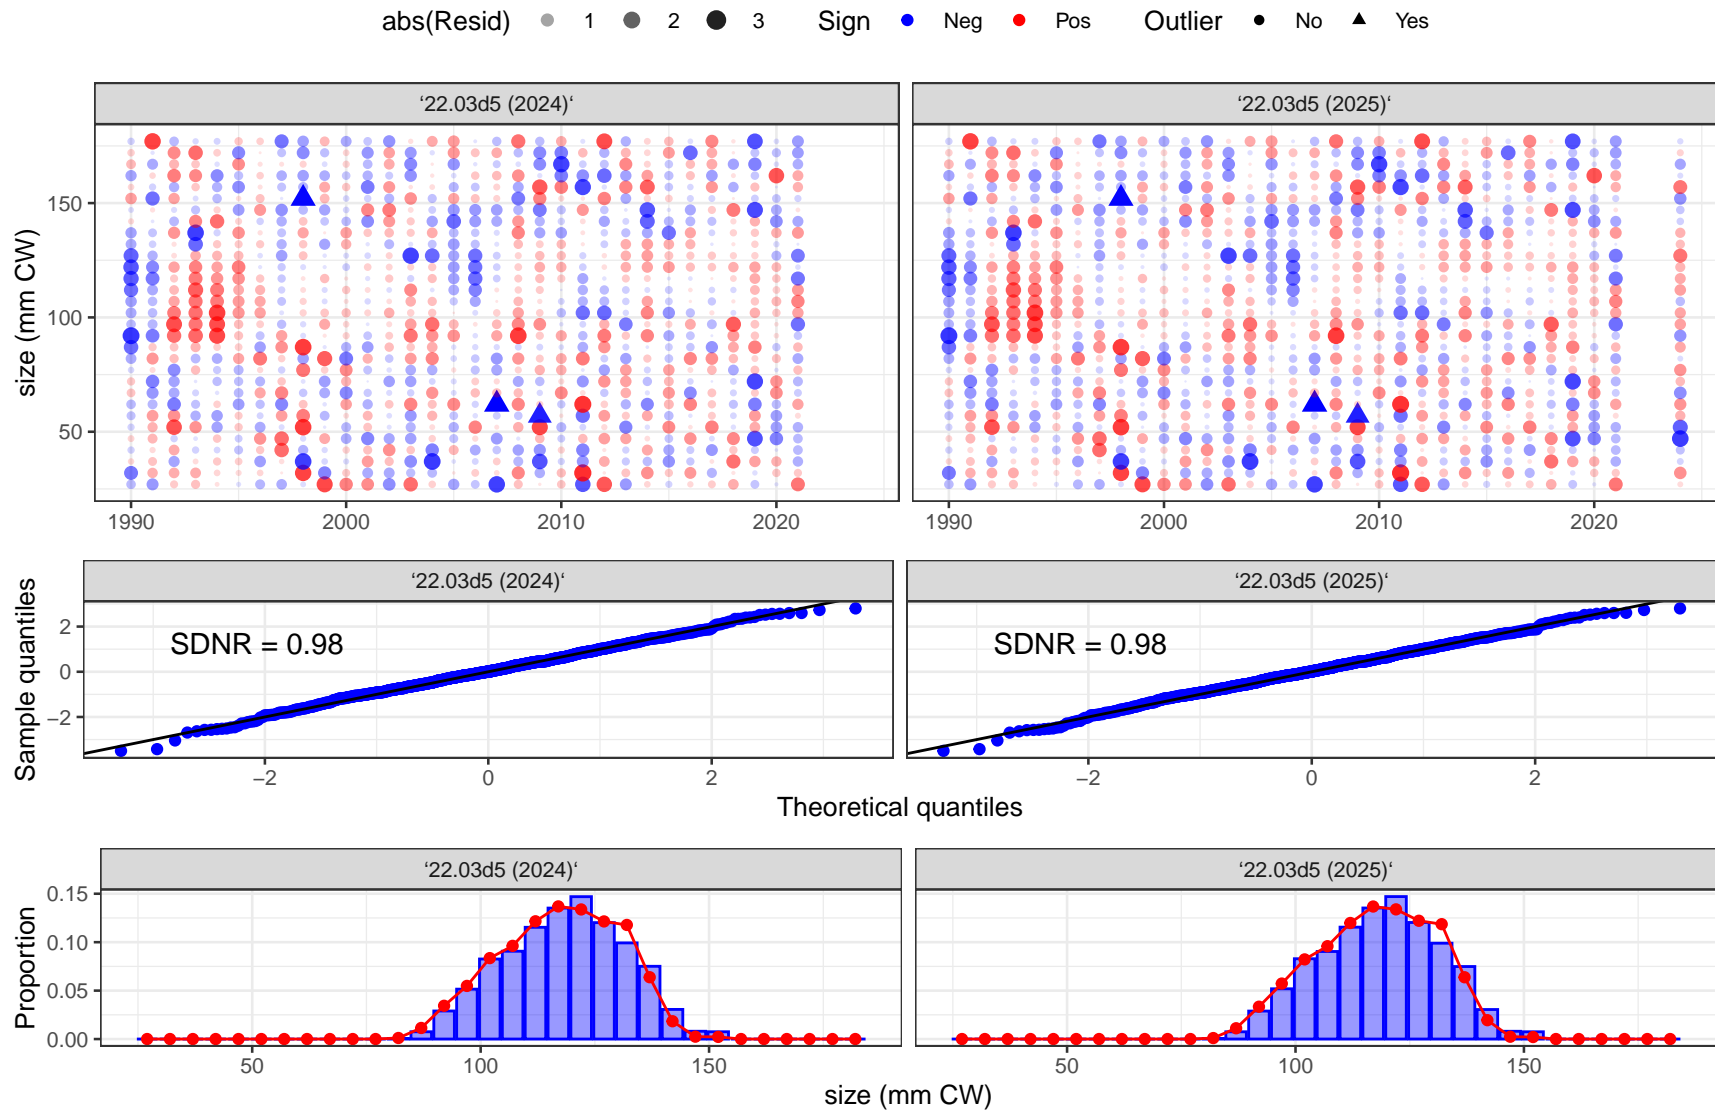 abs(Resid) 1 2 3 Sign Neg Pos Outlier No Yes
‘22.03d5 (2024)‘ ‘22.03d5 (2025)‘
size (mm CW)
150
100
50
1990 2000 2010 2020 1990 2000 2010 2020
‘22.03d5 (2024)‘ ‘22.03d5 (2025)‘
Sample quantiles
2
0
−2
SDNR = 0.98 SDNR = 0.98
−2 0 2 −2 0 2
Theoretical quantiles
‘22.03d5 (2024)‘ ‘22.03d5 (2025)‘
Proportion
0.15
0.10
0.05
0.00
50 100 150 50 100 150
size (mm CW)